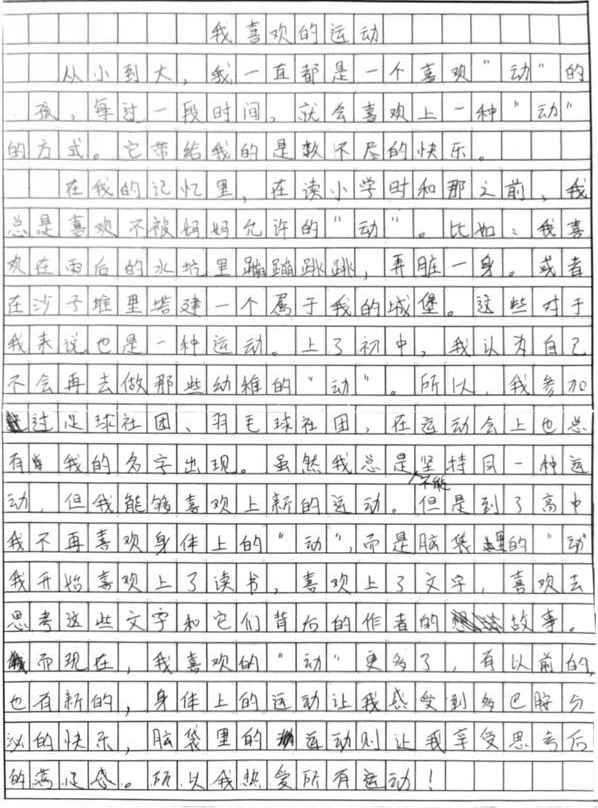 我喜欢的运动
从小到大，我一直都是一个喜欢“动”的
孩，每过一段时间，就会喜欢上一种“动”
的方式。它带给我的是数不尽的快乐。
在我的记忆里，在读小学时和那之前，我
总是喜欢不被妈妈允许的“动”。比如：我喜
欢在雨后的水坑里蹦蹦跳跳，弄脏一身。或者
在沙子堆里搭建一个属于我的城堡。这些对于
我来说也是一种运动。上了初中，我认为自己
不会再去做那些幼稚的“动”。所以，我参加
过足球社团、羽毛球社团，在运动会上也总
有我的名字出现。虽然我总是不能坚持同一种运
动，但我能够喜欢上新的运动。但是到了高中
我不再喜欢身体上的“动”，而是脑袋里的“动”
我开始喜欢上了读书，喜欢上了文字，喜欢去
思考这些文字和它们背后的作者的故事。
而现在，我喜欢的“动”更多了，有以前的，
也有新的，身体上的运动让我感受到多巴胺分
泌的快乐，脑袋里的运动则让我享受思考后
的满足感。所以我热爱所有运动！